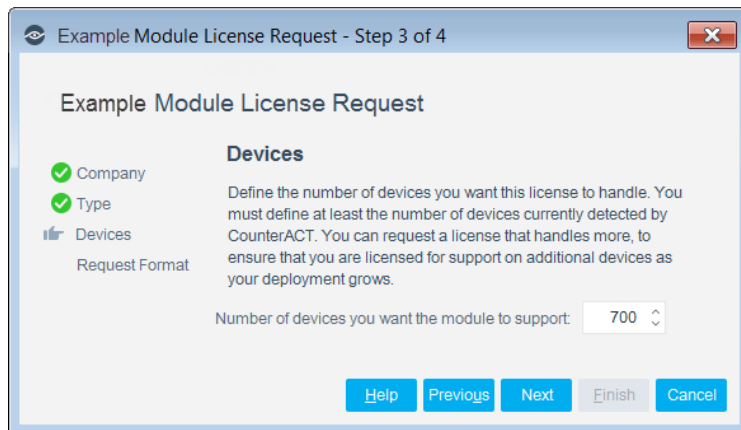 Example Module License Request - Step 3 of 4
Example Module License Request
Company
Type
Devices
Request Format
Devices
Define the number of devices you want this license to handle. You
must define at least the number of devices currently detected by
CounterACT. You can request a license that handles more, to
ensure that you are licensed for support on additional devices as
your deployment grows.
Number of devices you want the module to support: 700
Help Previous Next Finish Cancel